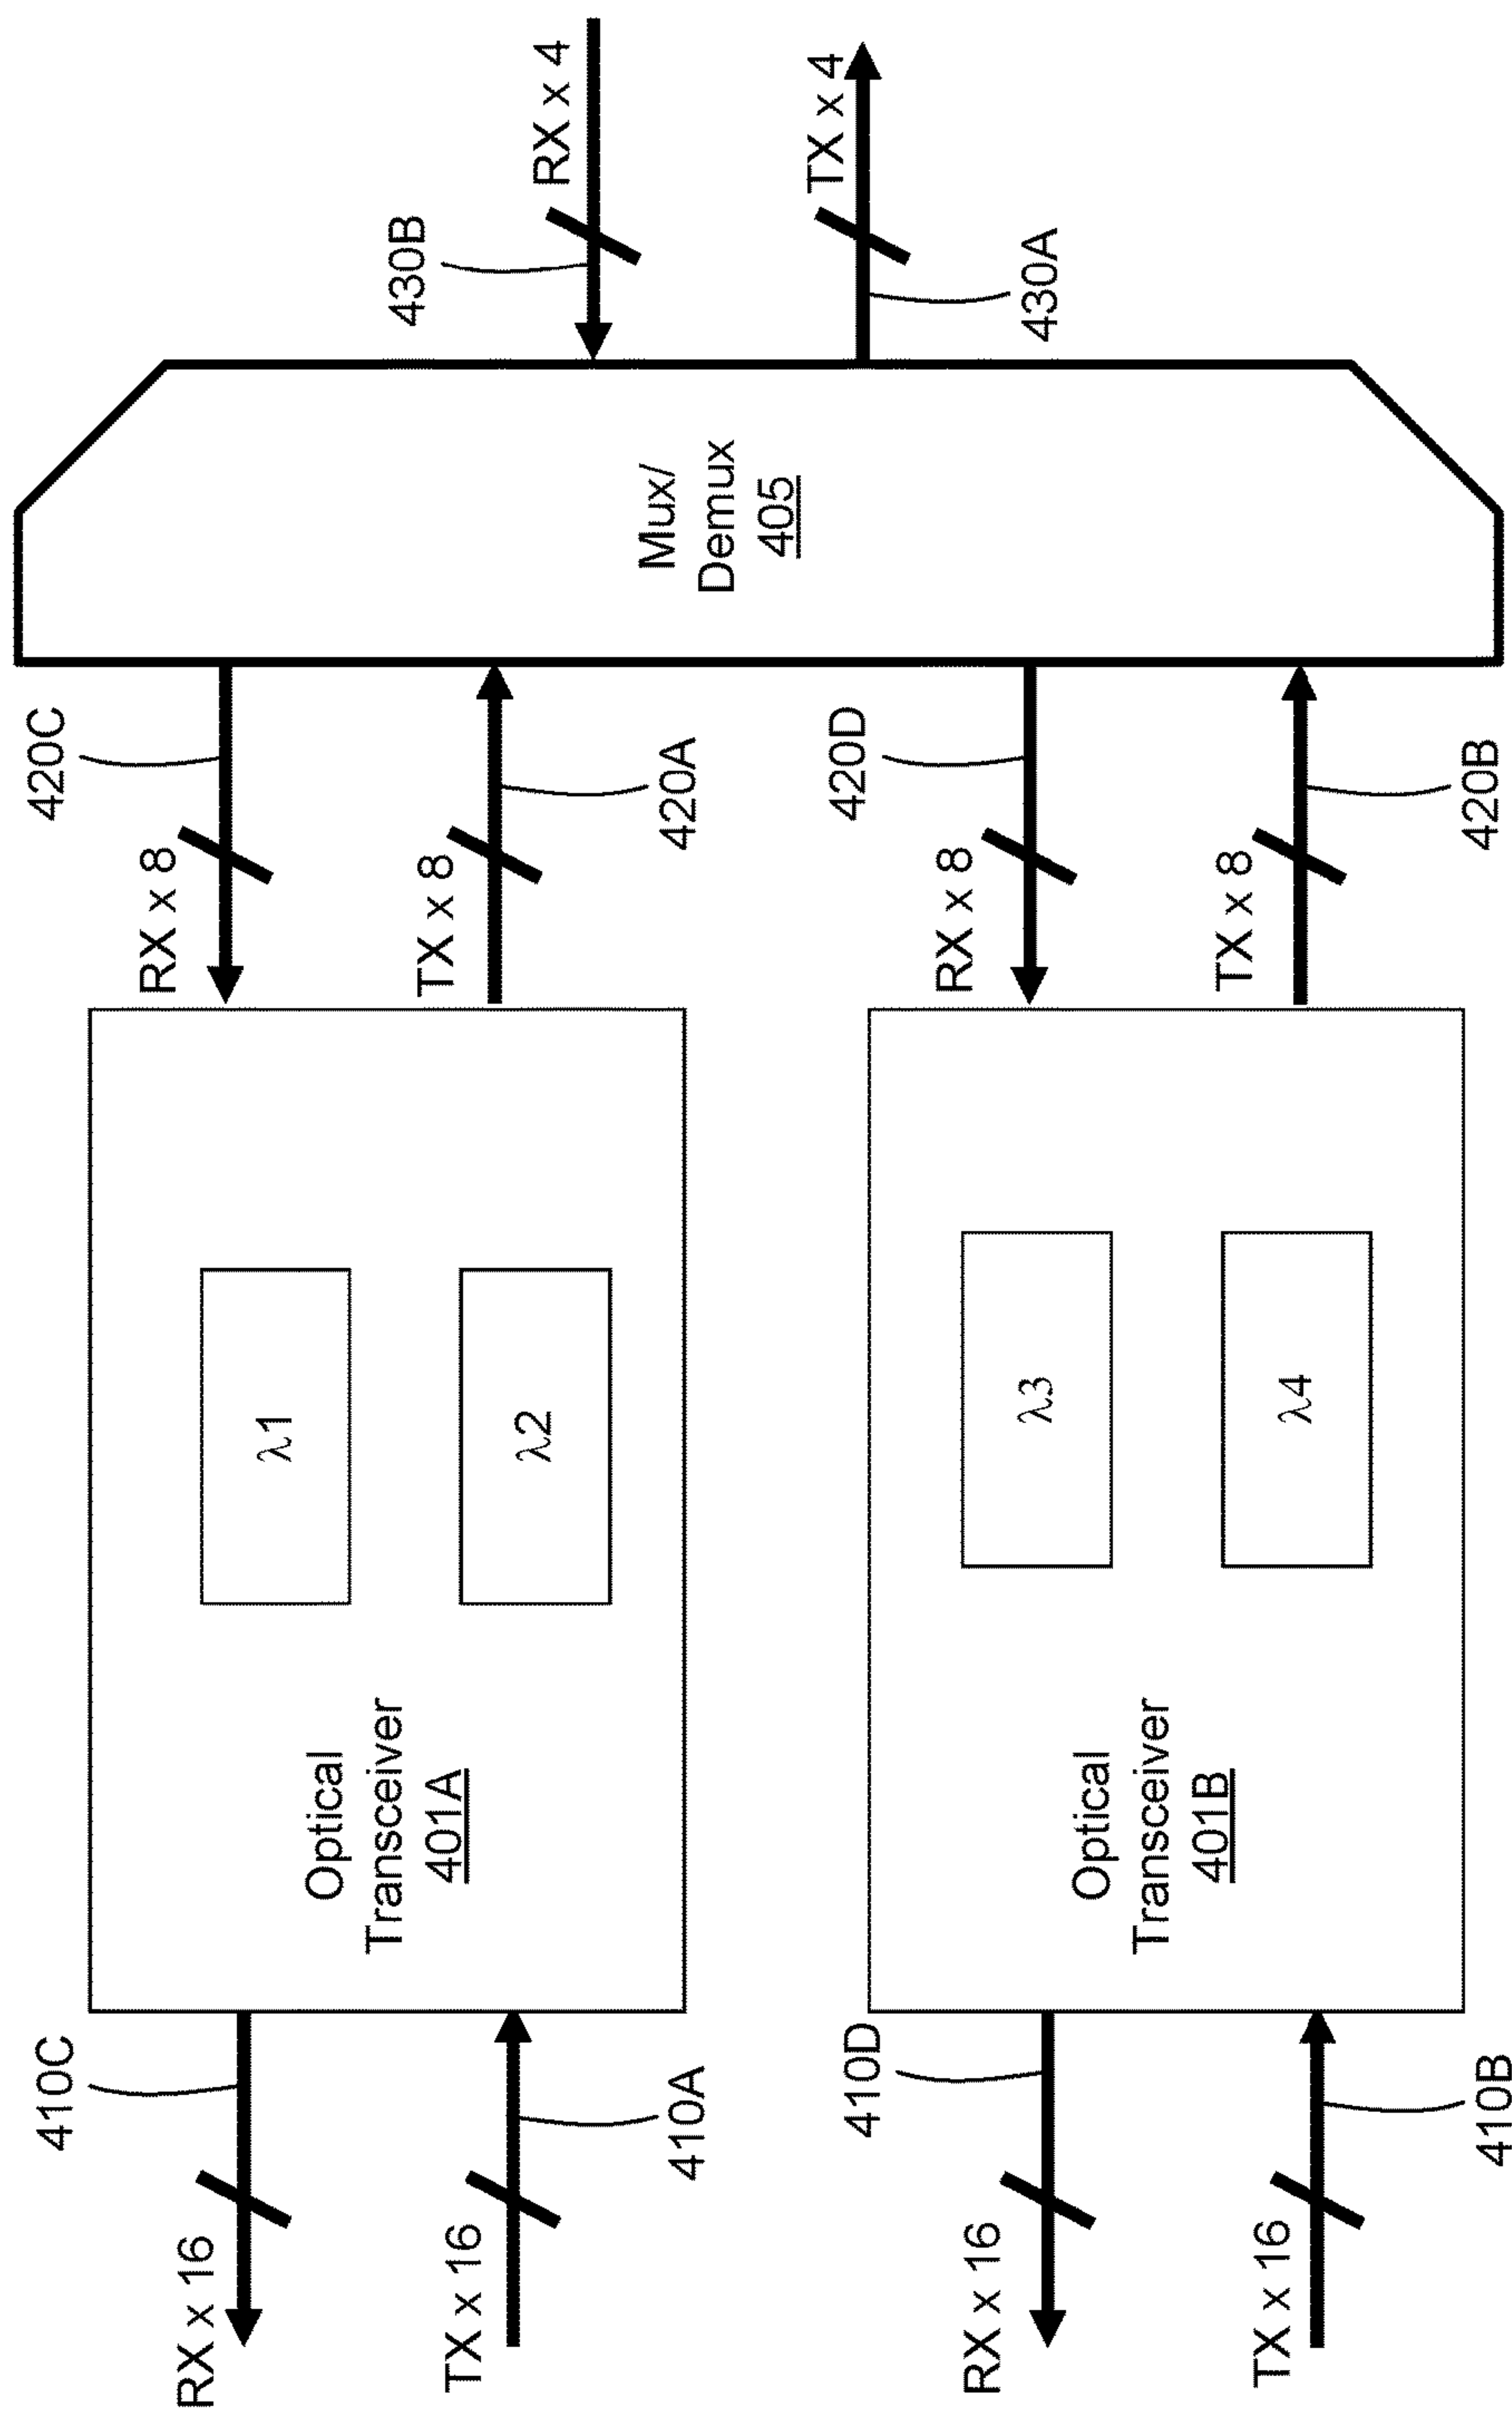 410C
RX x 16
TX x 16
410A
Optical
Transceiver
401A
λ1
λ2
420C
RX x 8
TX x 8
420A
410D
RX x 16
TX x 16
410B
Optical
Transceiver
401B
λ3
λ4
420D
RX x 8
TX x 8
420B
Mux/
Demux
405
430B
RX x 4
TX x 4
430A